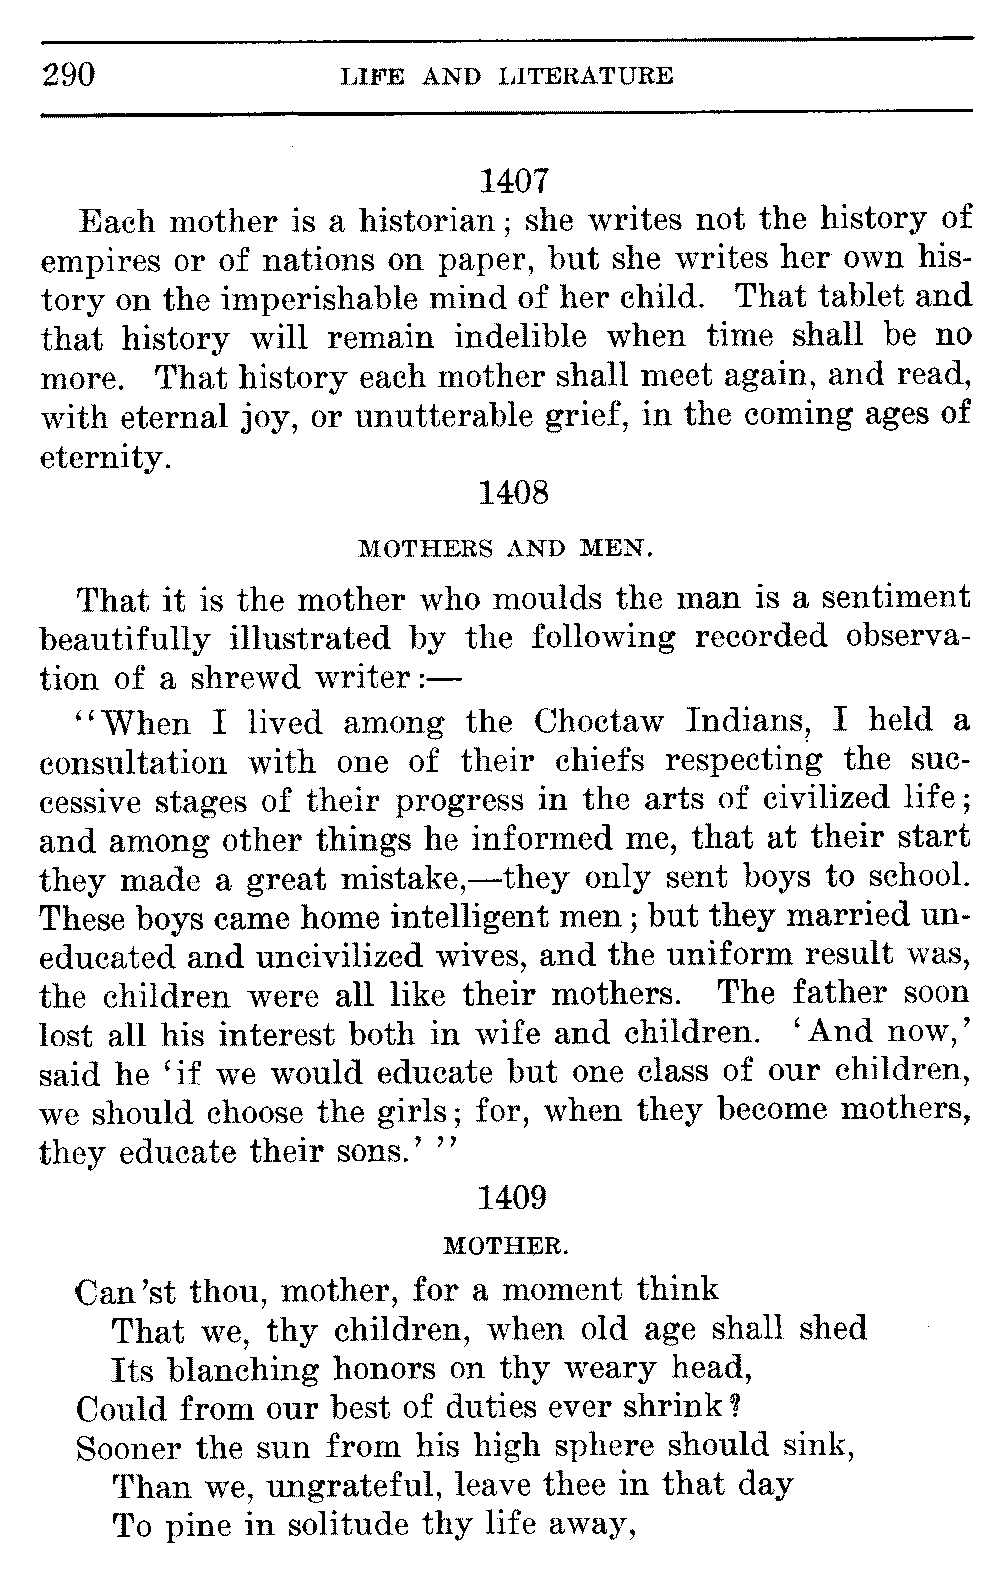 290 LIFE AND LITERATURE
1407
Each mother is a historian; she writes not the history of
empires or of nations on paper, but she writes her own his-
tory on the imperishable mind of her child. That tablet and
that history will remain indelible when time shall be no
more. That history each mother shall meet again, and read,
with eternal joy, or unutterable grief, in the coming ages of
eternity.
1408
MOTHERS AND MEN.
That it is the mother who moulds the man is a sentiment
beautifully illustrated by the following recorded observa-
tion of a shrewd writer:—
"When I lived among the Choctaw Indians, I held a
consultation with one of their chiefs respecting the suc-
cessive stages of their progress in the arts of civilized life;
and among other things he informed me, that at their start
they made a great mistake,—they only sent boys to school.
These boys came home intelligent men; but they married un-
educated and uncivilized wives, and the uniform result was,
the children were all like their mothers. The father soon
lost all his interest both in wife and children. 'And now,'
said he 'if we would educate but one class of our children,
we should choose the girls; for, when they become mothers,
they educate their sons.' "
1409
MOTHER.
Can'st thou, mother, for a moment think
That we, thy children, when old age shall shed
Its blanching honors on thy weary head,
Could from our best of duties ever shrink?
Sooner the sun from his high sphere should sink,
Than we, ungrateful, leave thee in that day
To pine in solitude thy life away,